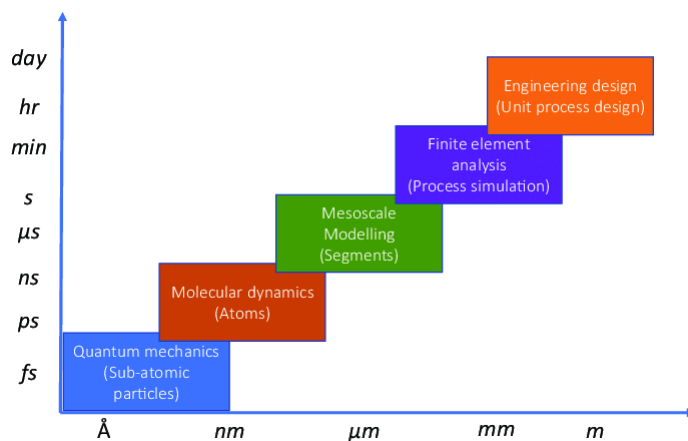 day
hr
min
s
µs
ns
ps
fs
Engineering design
(Unit process design)
Finite element
analysis
(Process simulation)
Mesoscale
Modelling
(Segments)
Molecular dynamics
(Atoms)
Quantum mechanics
(Sub-atomic
particles)
Å
nm
µm
mm
m